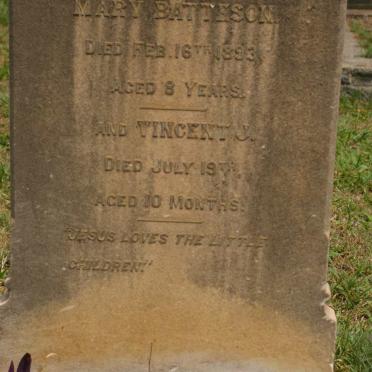 MARY BATTESON.
DIED FEB. 16TH 1893,
AGED 8 YEARS.
AND VINCENT J.
DIED JULY 19TH,
AGED 10 MONTHS.
"JESUS LOVES THE LITTLE
CHILDREN."